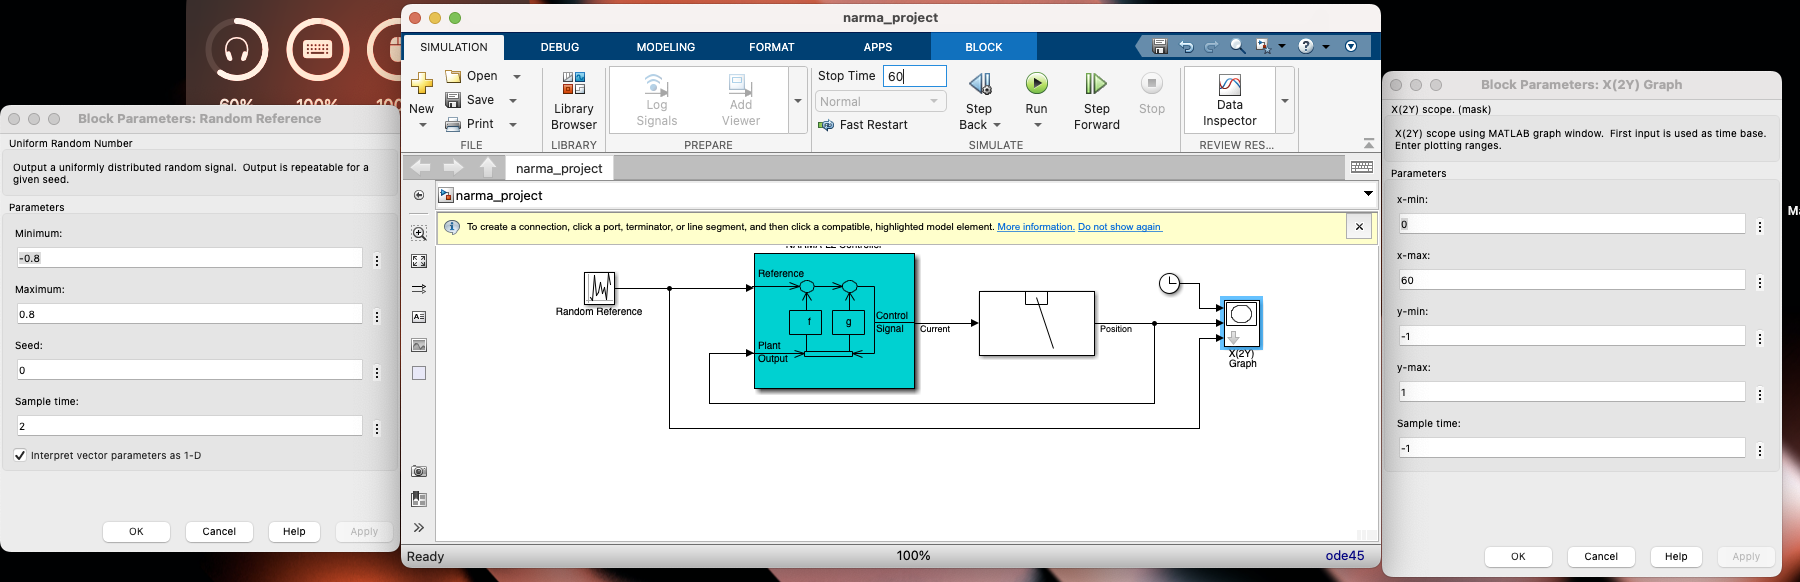 60%
100%
Block Parameters: Random Reference
Uniform Random Number
Output a uniformly distributed random signal.  Output is repeatable for a
given seed.
Parameters
Minimum:
-0.8
Maximum:
0.8
Seed:
0
Sample time:
2
Interpret vector parameters as 1-D
OK
Cancel
Help
Apply
narma_project
SIMULATION
DEBUG
MODELING
FORMAT
APPS
BLOCK
New
Open
Save
Print
FILE
Library
Browser
LIBRARY
Log
Signals
Add
Viewer
PREPARE
Stop Time
60
Normal
Fast Restart
Step
Back
Run
Step
Forward
Stop
SIMULATE
Data
Inspector
REVIEW RES...
narma_project
narma_project
To create a connection, click a port, terminator, or line segment, and then click a compatible, highlighted model element. More information. Do not show again
Random Reference
Reference
f
g
Control
Signal
Plant
Output
Current
Position
X(2Y)
Graph
Ready
100%
ode45
Block Parameters: X(2Y) Graph
X(2Y) scope. (mask)
X(2Y) scope using MATLAB graph window.  First input is used as time base.
Enter plotting ranges.
Parameters
x-min:
0
x-max:
60
y-min:
-1
y-max:
1
Sample time:
-1
OK
Cancel
Help
Apply